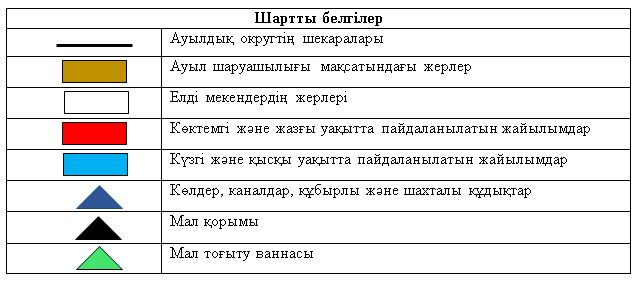 Шартты белгілер
Ауылдық округтің шекаралары
Ауыл шаруашылығы мақсатындағы жерлер
Елді мекендердің жерлері
Көктемгі және жазғы уақытта пайдаланылатын жайылымдар
Күзгі және қысқы уақытта пайдаланылатын жайылымдар
Көлдер, каналдар, құбырлы және шахталы құдықтар
Мал қорымы
Мал тоғыту ваннасы